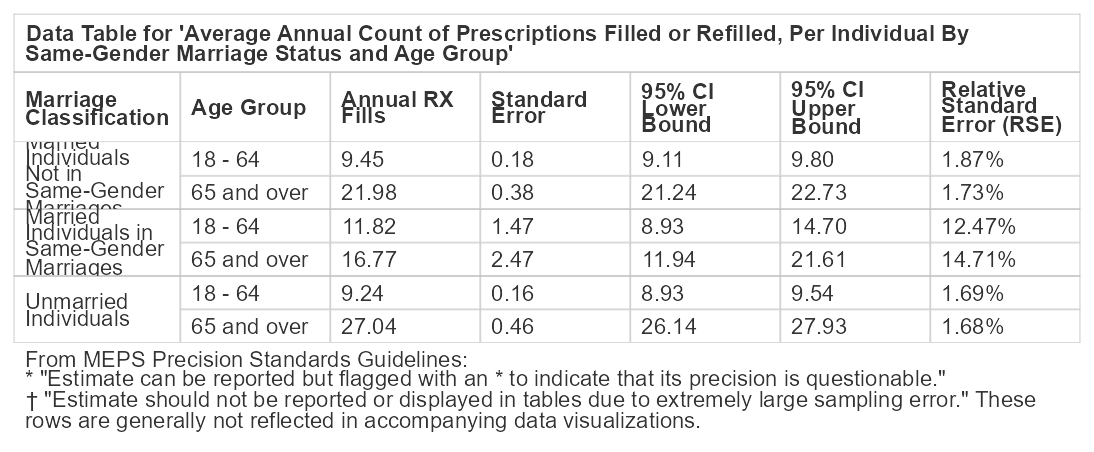 Data Table for 'Average Annual Count of Prescriptions Filled or Refilled, Per Individual By
Same-Gender Marriage Status and Age Group'
Marriage Classification Age Group Annual RX Fills Standard Error 95% CI Lower Bound 95% CI Upper Bound Relative Standard Error (RSE)
Married Individuals Not in Same-Gender Marriages
18 - 64 9.45 0.18 9.11 9.80 1.87%
65 and over 21.98 0.38 21.24 22.73 1.73%
Married Individuals in Same-Gender Marriages
18 - 64 11.82 1.47 8.93 14.70 12.47%
65 and over 16.77 2.47 11.94 21.61 14.71%
Unmarried Individuals
18 - 64 9.24 0.16 8.93 9.54 1.69%
65 and over 27.04 0.46 26.14 27.93 1.68%
From MEPS Precision Standards Guidelines:
* "Estimate can be reported but flagged with an * to indicate that its precision is questionable."
† "Estimate should not be reported or displayed in tables due to extremely large sampling error." These
rows are generally not reflected in accompanying data visualizations.